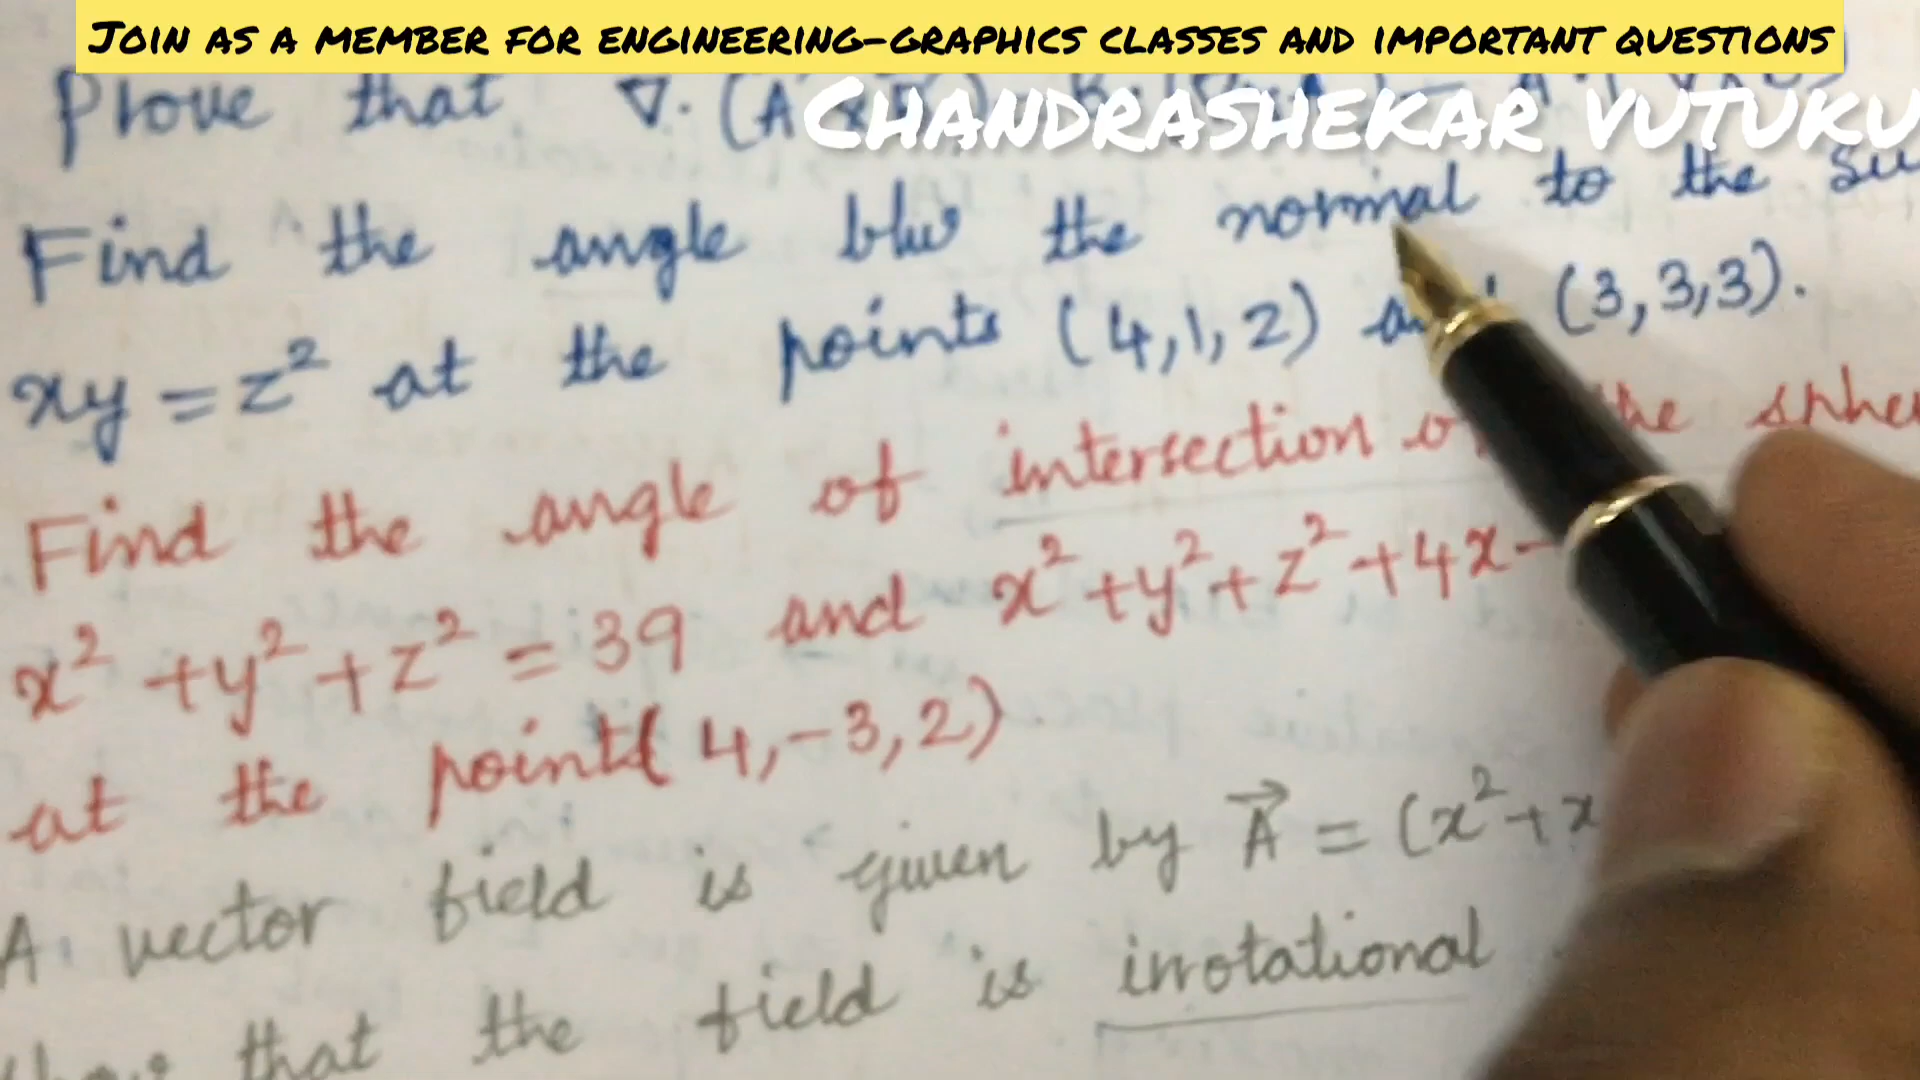 JOIN AS A MEMBER FOR ENGINEERING-GRAPHICS CLASSES AND IMPORTANT QUESTIONS
CHANDRASHEKAR VUTUKU
Prove that ∇.(A
Find the angle btw the normal to the
xy = z² at the points (4,1,2) (3,3,3).
Find the angle of intersection the
x² + y² + z² = 39 and x² + y² + z² + 4x -
at the point( 4,-3,2)
A vector field is given by A⃗ = (x² + x
that the field is irrotational